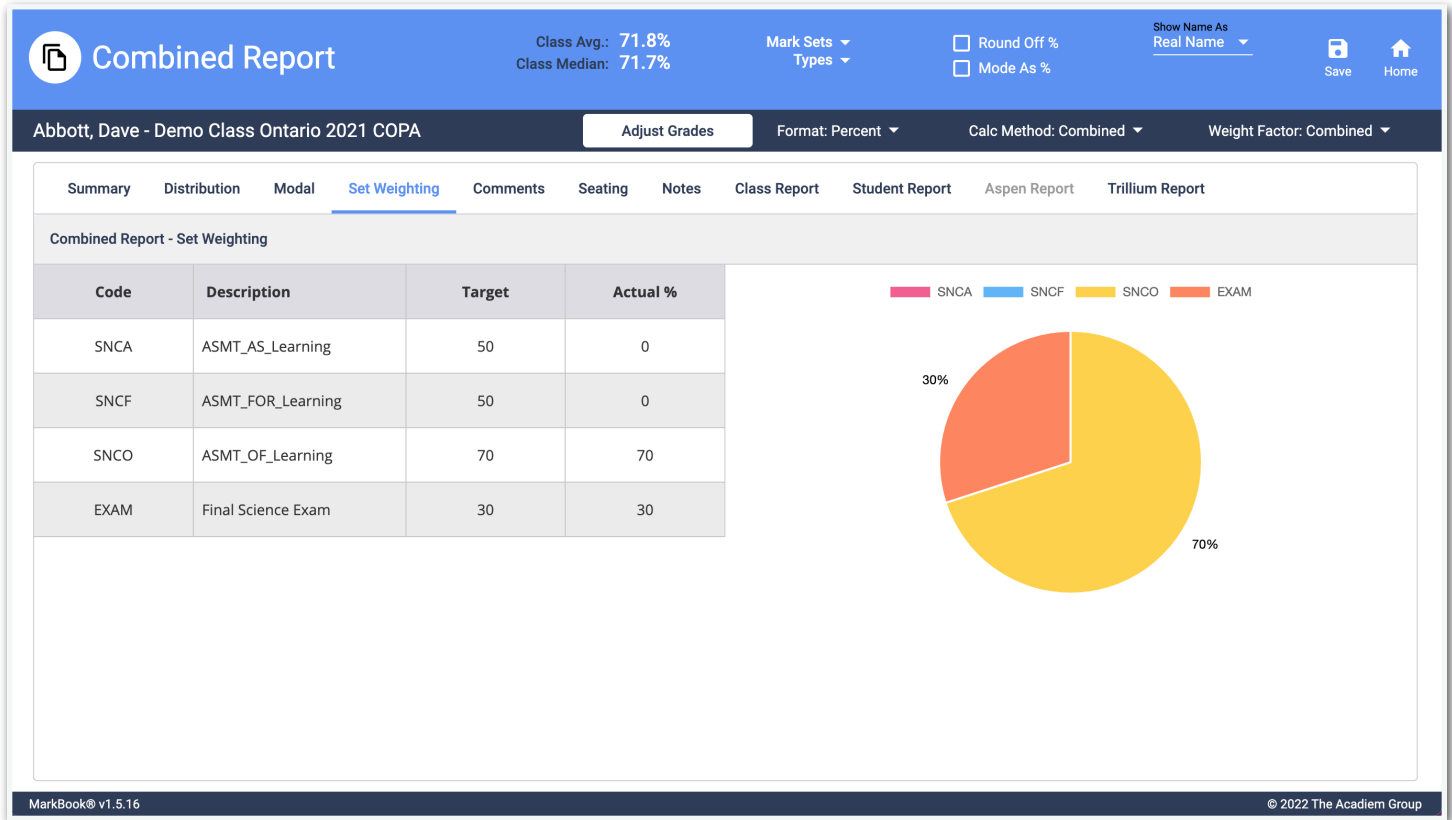 Combined Report
Class Avg.: 71.8%
Class Median: 71.7%
Mark Sets
Types
Round Off %
Mode As %
Show Name As
Real Name
Save
Home
Abbott, Dave - Demo Class Ontario 2021 COPA
Adjust Grades
Format: Percent
Calc Method: Combined
Weight Factor: Combined
Summary Distribution Modal Set Weighting Comments Seating Notes Class Report Student Report Aspen Report Trillium Report
Combined Report - Set Weighting
Code Description Target Actual %
SNCA ASMT_AS_Learning 50 0
SNCF ASMT_FOR_Learning 50 0
SNCO ASMT_OF_Learning 70 70
EXAM Final Science Exam 30 30
SNCA SNCF SNCO EXAM
30%
70%
MarkBook® v1.5.16
© 2022 The Acadiem Group